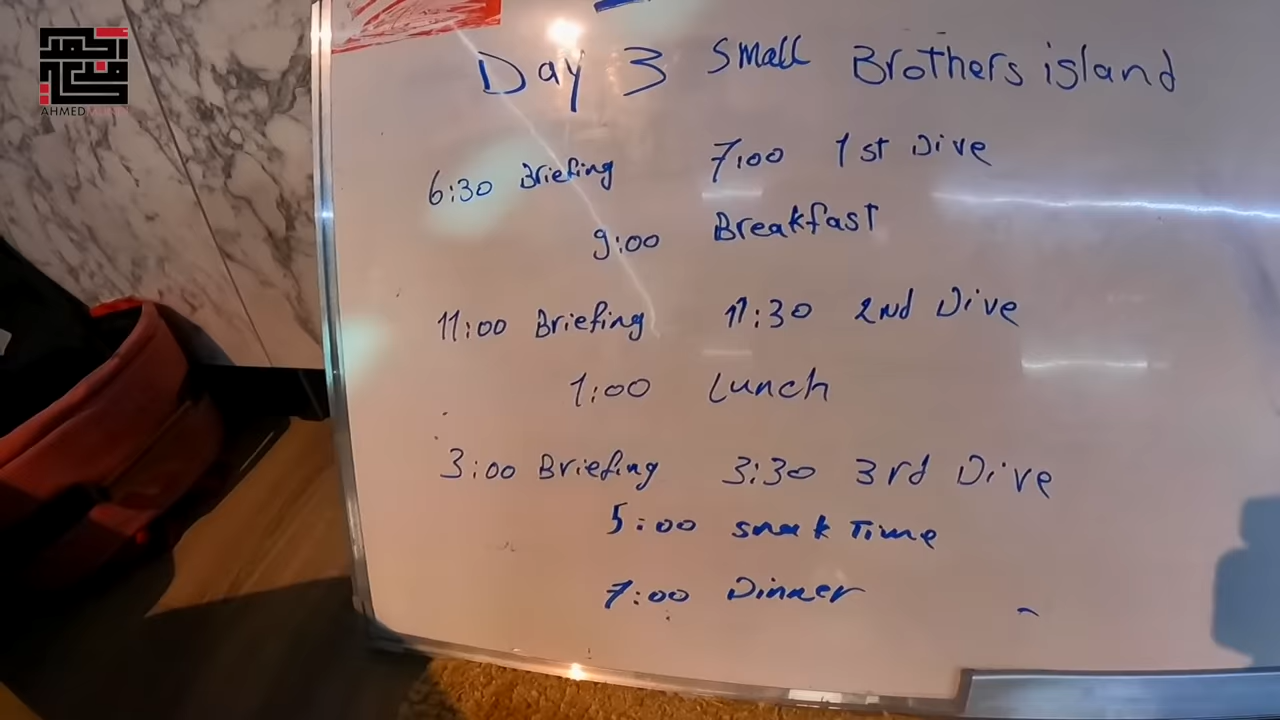 أحمد
AHMED
Day 3 Small Brothers island
6:30 Briefing 7:00 1st Dive
9:00 Breakfast
11:00 Briefing 11:30 2nd Dive
1:00 Lunch
3:00 Briefing 3:30 3rd Dive
5:00 snak Time
7:00 Dinner